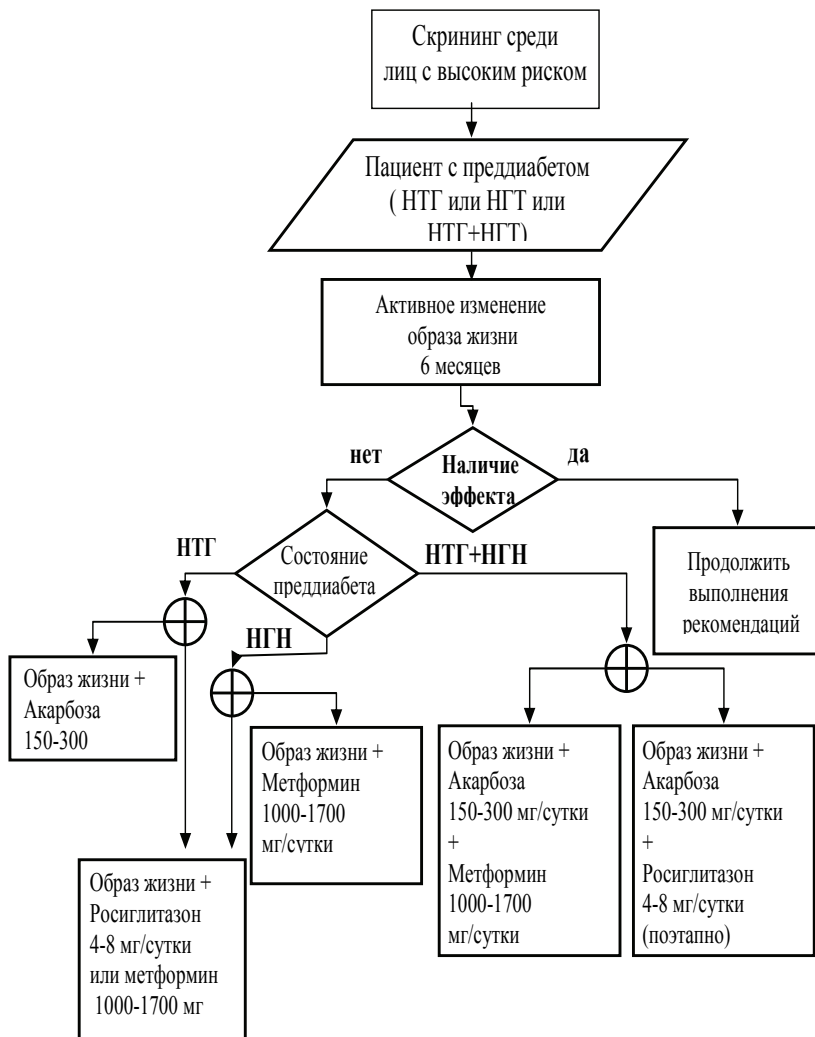 Скрининг среди
лиц с высоким риском
Пациент с преддиабетом
( НТГ или НГТ или
НТГ+НГТ)
Активное изменение
образа жизни
6 месяцев
нет
Наличие
эффекта
да
НТГ
Состояние
преддиабета
НТГ+НГН
Продолжить
выполнения
рекомендаций
НГН
Образ жизни +
Акарбоза
150-300
Образ жизни +
Метформин
1000-1700
мг/сутки
Образ жизни +
Акарбоза
150-300 мг/сутки
+
Метформин
1000-1700
мг/сутки
Образ жизни +
Акарбоза
150-300 мг/сутки
+
Росиглитазон
4-8 мг/сутки
(поэтапно)
Образ жизни +
Росиглитазон
4-8 мг/сутки
или метформин
1000-1700 мг